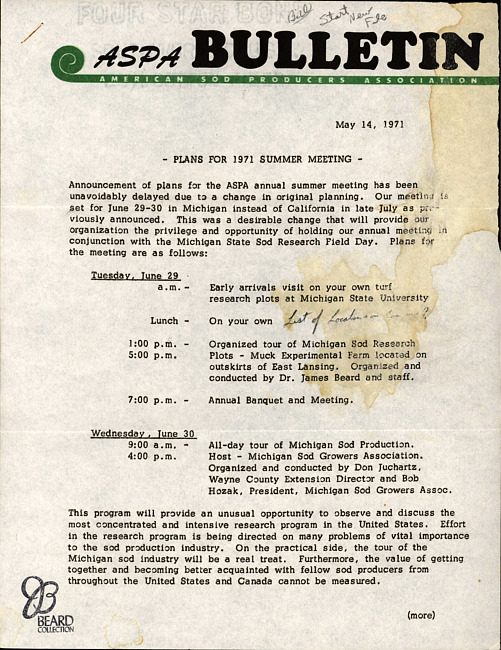 Bill
Start New
File
ASPA BULLETIN
AMERICAN SOD PRODUCERS ASSOCIATION
May 14, 1971
- PLANS FOR 1971 SUMMER MEETING -
Announcement of plans for the ASPA annual summer meeting has been
unavoidably delayed due to a change in original planning. Our meeting is
set for June 29-30 in Michigan instead of California in late July as pre-
viously announced. This was a desirable change that will provide our
organization the privilege and opportunity of holding our annual meeting in
conjunction with the Michigan State Sod Research Field Day. Plans for
the meeting are as follows:
Tuesday, June 29
a.m. - Early arrivals visit on your own turf
research plots at Michigan State University
Lunch - On your own List of Locations
1:00 p.m. - Organized tour of Michigan Sod Research
5:00 p.m. Plots - Muck Experimental Farm located on
outskirts of East Lansing. Organized and
conducted by Dr. James Beard and staff.
7:00 p.m. - Annual Banquet and Meeting.
Wednesday, June 30
9:00 a.m. - All-day tour of Michigan Sod Production.
4:00 p.m. Host - Michigan Sod Growers Association.
Organized and conducted by Don Juchartz,
Wayne County Extension Director and Bob
Hozak, President, Michigan Sod Growers Assoc.
This program will provide an unusual opportunity to observe and discuss the
most concentrated and intensive research program in the United States. Effort
in the research program is being directed on many problems of vital importance
to the sod production industry. On the practical side, the tour of the
Michigan sod industry will be a real treat. Furthermore, the value of getting
together and becoming better acquainted with fellow sod producers from
throughout the United States and Canada cannot be measured.
(more)
JB
BEARD
COLLECTION